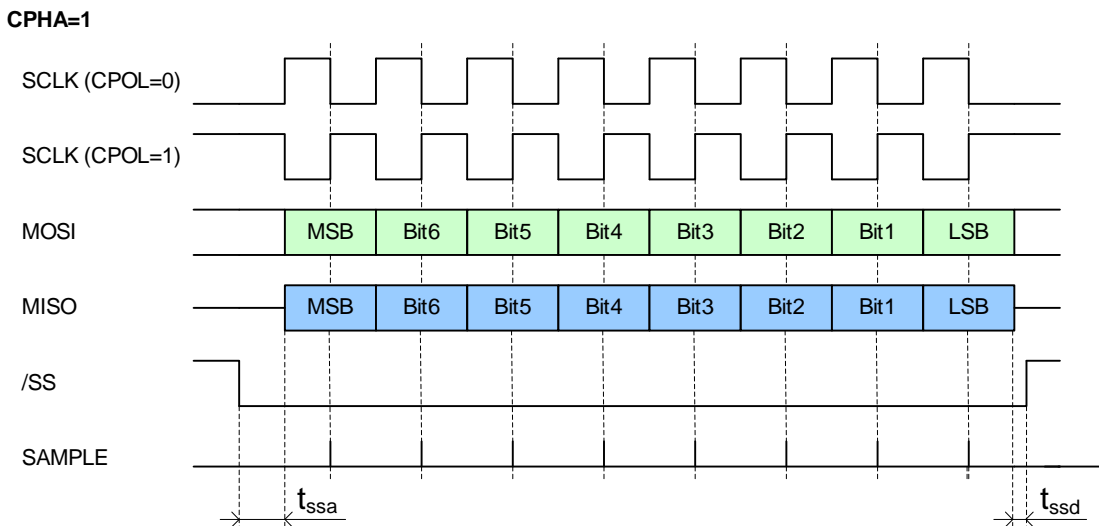 CPHA=1
SCLK (CPOL=0)
SCLK (CPOL=1)
MOSI MSB Bit6 Bit5 Bit4 Bit3 Bit2 Bit1 LSB
MISO MSB Bit6 Bit5 Bit4 Bit3 Bit2 Bit1 LSB
/SS
SAMPLE
tssa tssd